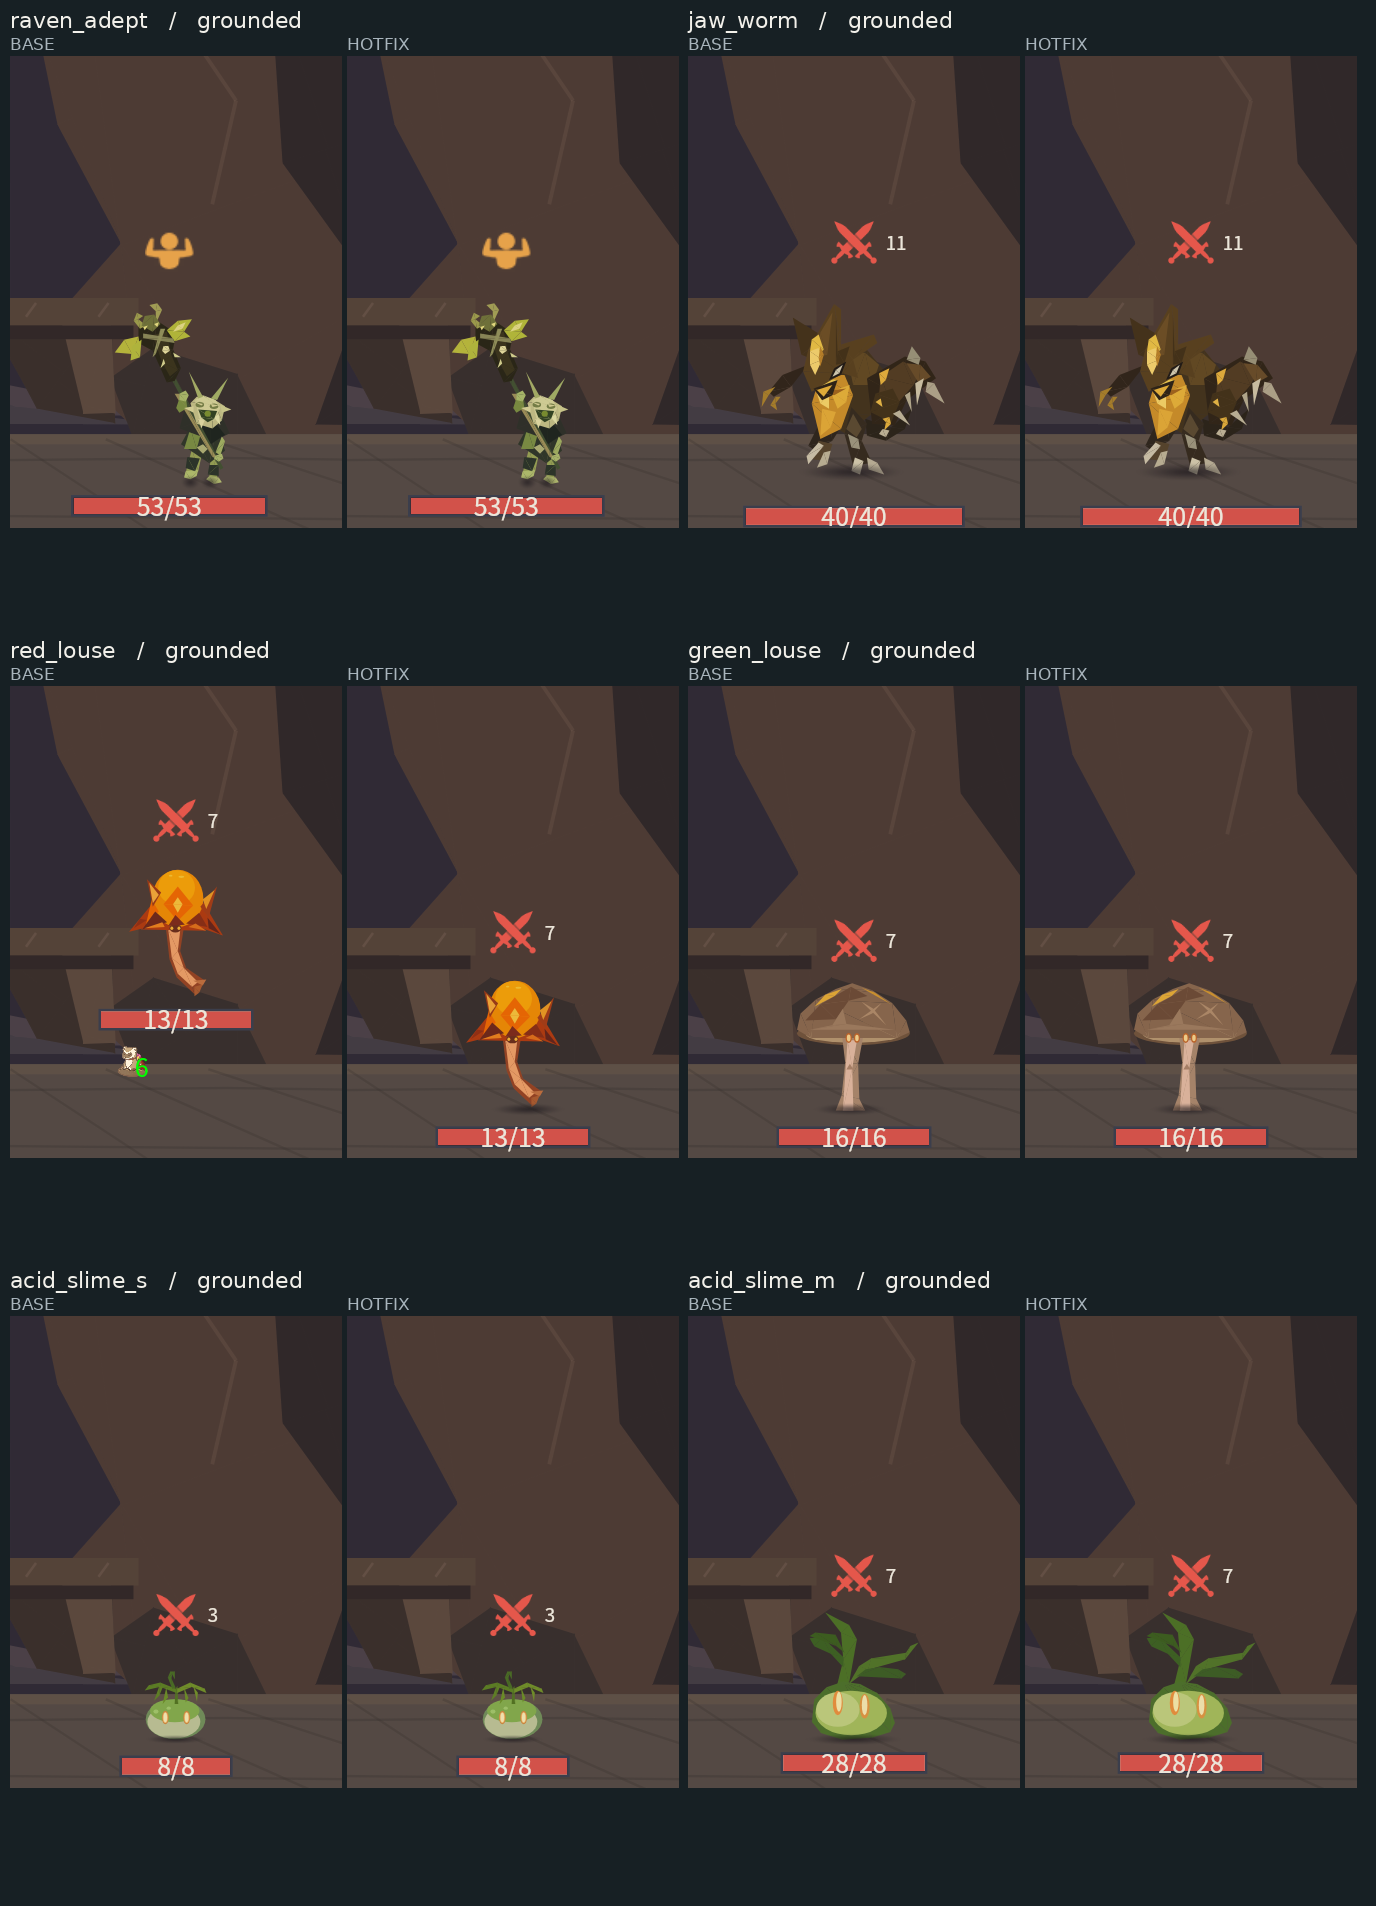 raven_adept / grounded
BASE
HOTFIX
53/53
53/53
jaw_worm / grounded
BASE
HOTFIX
11
11
40/40
40/40
red_louse / grounded
BASE
HOTFIX
7
13/13
6
7
13/13
green_louse / grounded
BASE
HOTFIX
7
7
16/16
16/16
acid_slime_s / grounded
BASE
HOTFIX
3
3
8/8
8/8
acid_slime_m / grounded
BASE
HOTFIX
7
7
28/28
28/28